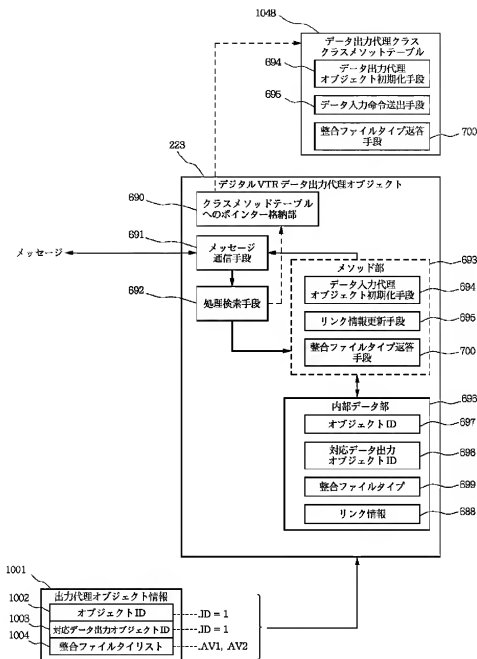 1048
データ出力代理クラス
クラスメソットテーブル
694
データ出力代理
オブジェクト初期化手段
695
データ入力命令送出手段
整合ファイルタイプ返答
手段
700
223
デジタルVTRデータ出力代理オブジェクト
690
クラスメソッドテーブル
へのポインター格納部
メッセージ
691
メッセージ
通信手段
692
処理検索手段
693
メソッド部
データ入力代理
オブジェクト初期化手段
694
リンク情報更新手段
695
整合ファイルタイプ返答
手段
700
696
内部データ部
オブジェクトID
697
対応データ出力
オブジェクトID
698
整合ファイルタイプ
699
リンク情報
688
1001
出力代理オブジェクト情報
1002
オブジェクトID
ID = 1
1003
対応データ出力オブジェクトID
ID = 1
1004
整合ファイルタイリスト
AV1, AV2